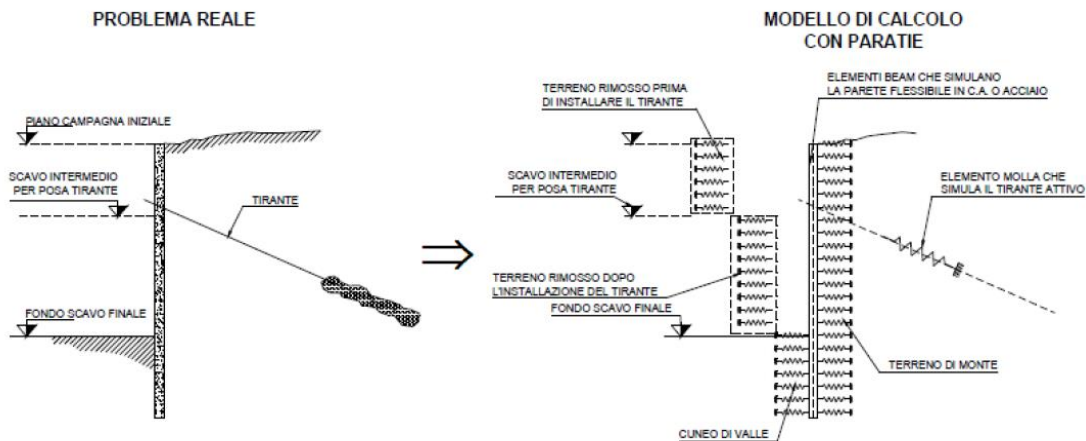 PROBLEMA REALE
PIANO CAMPAGNA INIZIALE
SCAVO INTERMEDIO
PER POSA TIRANTE
TIRANTE
FONDO SCAVO FINALE
MODELLO DI CALCOLO
CON PARATIE
TERRENO RIMOSSO PRIMA
DI INSTALLARE IL TIRANTE
ELEMENTI BEAM CHE SIMULANO
LA PARETE FLESSIBILE IN C.A. O ACCIAIO
SCAVO INTERMEDIO
PER POSA TIRANTE
ELEMENTO MOLLA CHE
SIMULA IL TIRANTE ATTIVO
TERRENO RIMOSSO DOPO
L'INSTALLAZIONE DEL TIRANTE
FONDO SCAVO FINALE
TERRENO DI MONTE
CUNEO DI VALLE